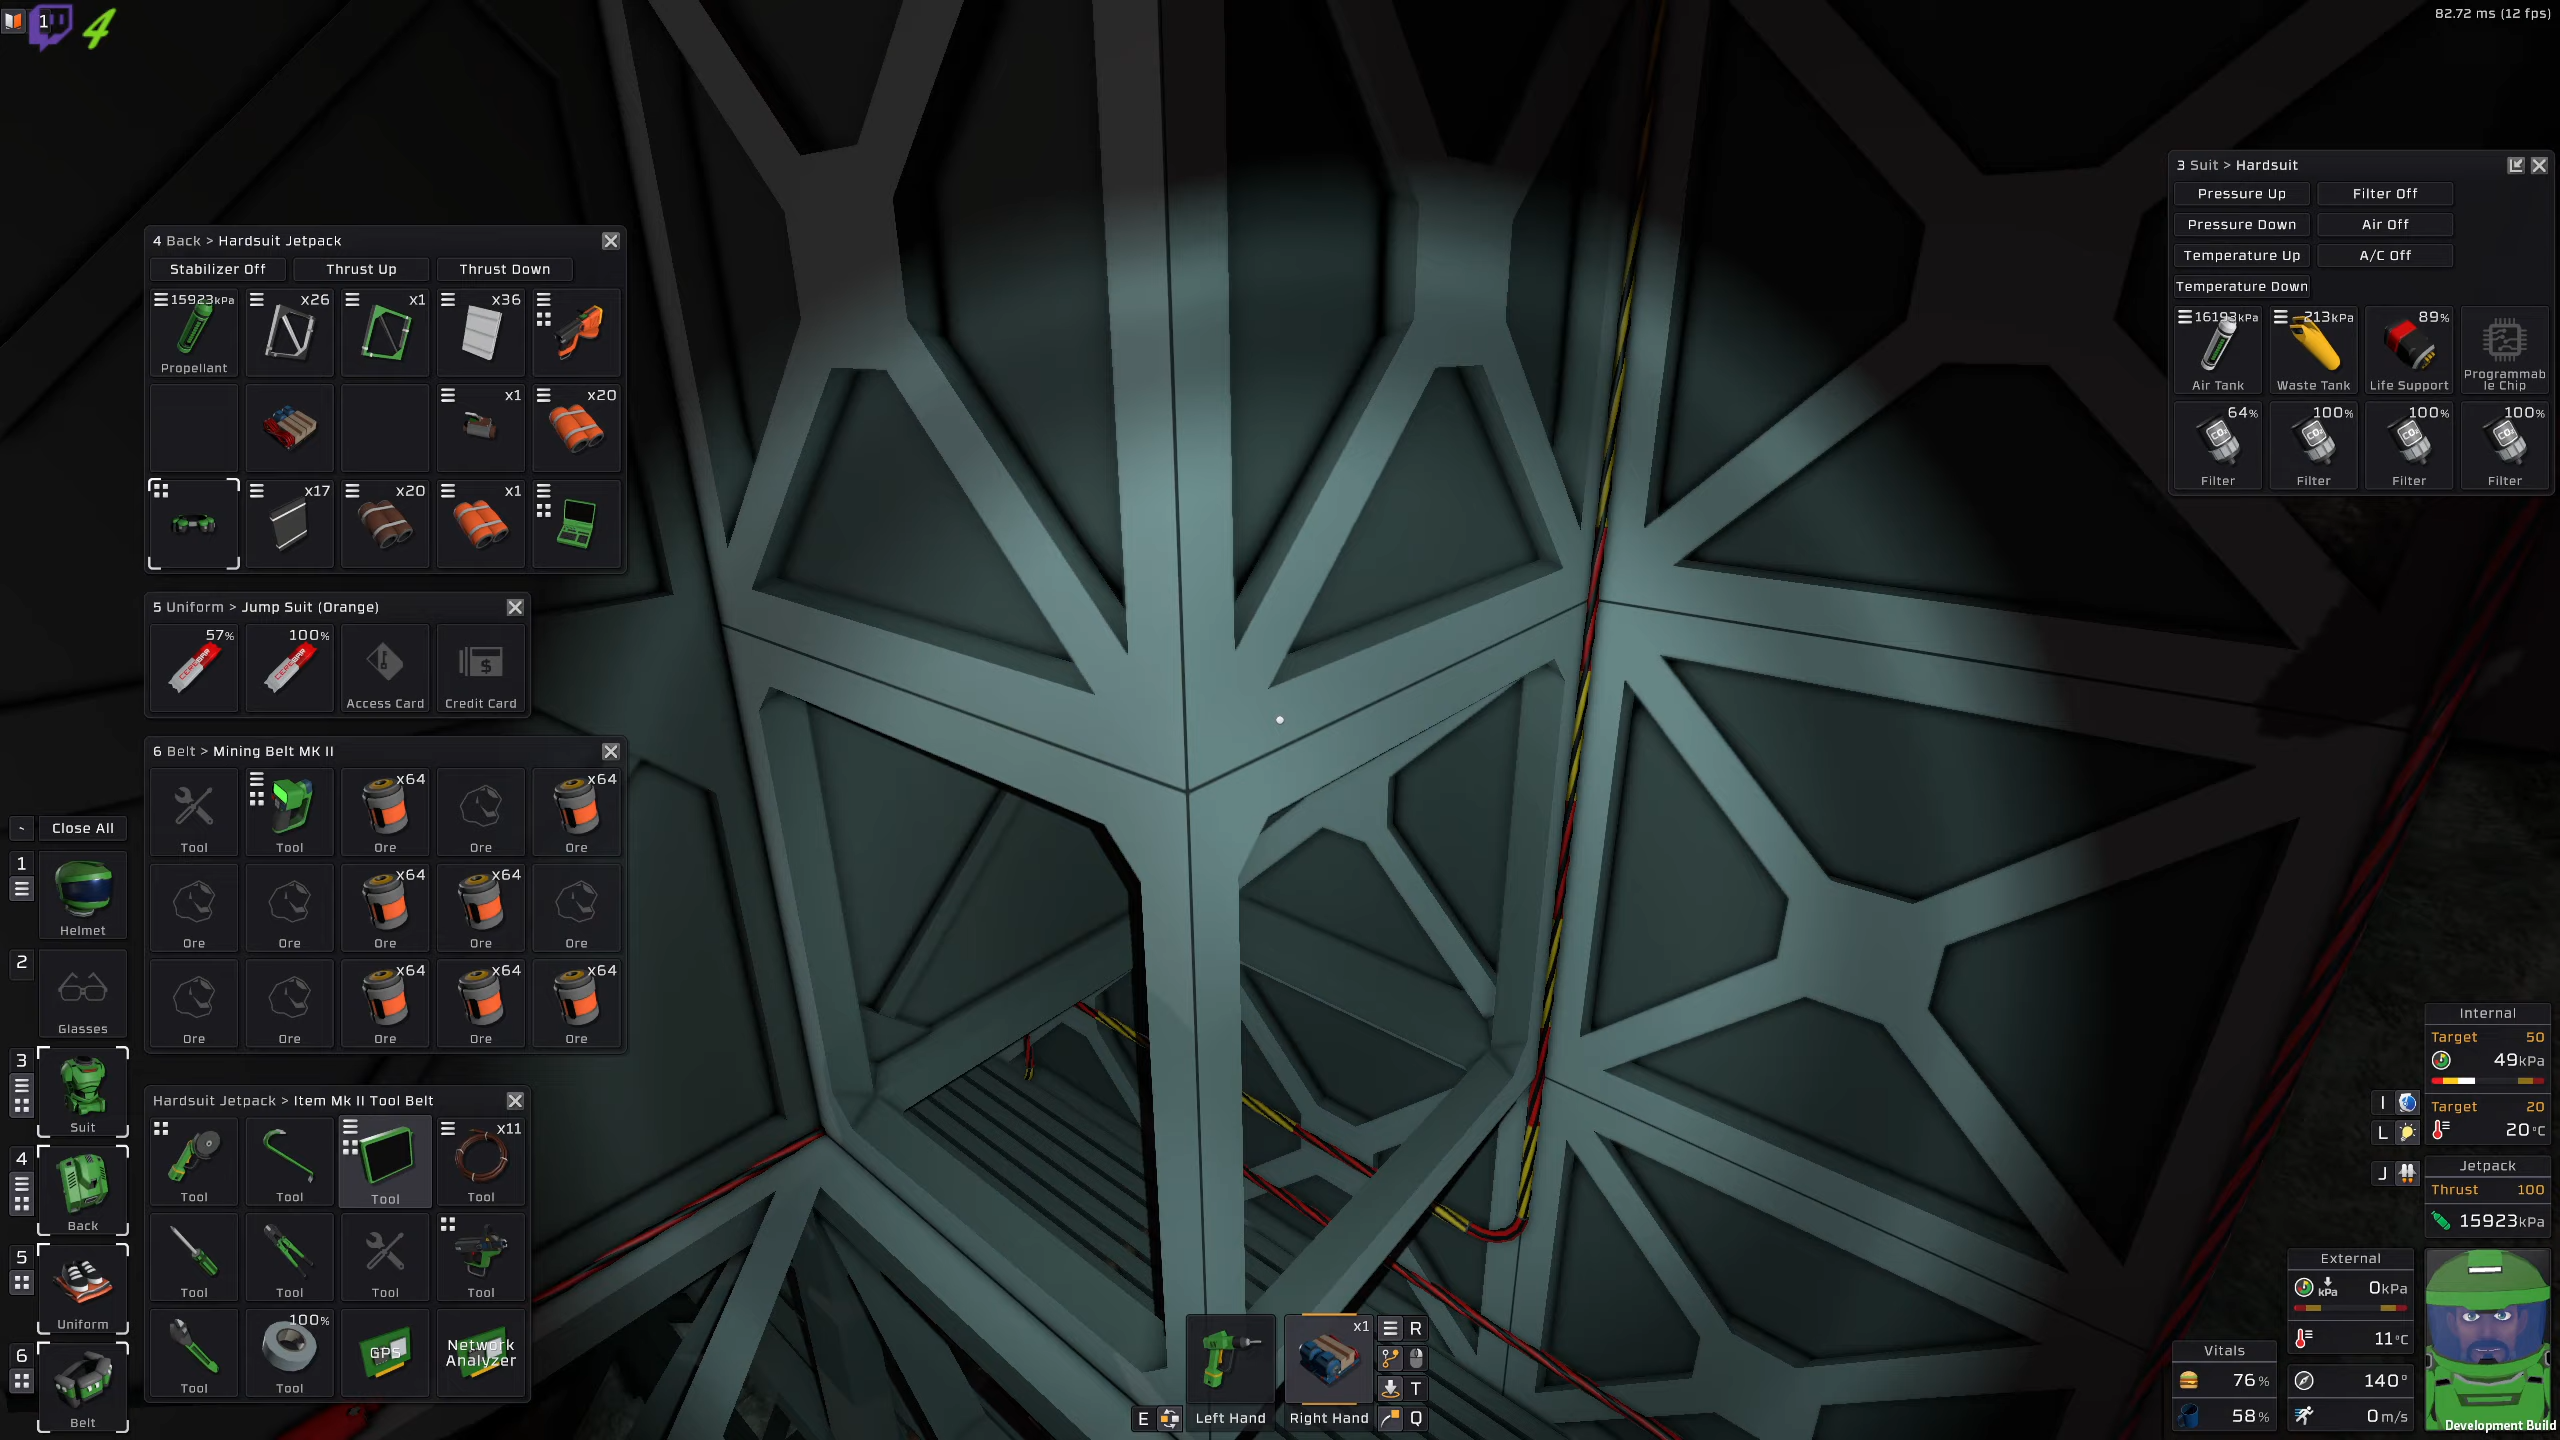 1
4
82.72 ms (12 fps)
3 Suit > Hardsuit
Pressure Up
Filter Off
Pressure Down
Air Off
Temperature Up
A/C Off
Temperature Down
16193kPa
213kPa
89%
Air Tank
Waste Tank
Life Support
Programmab
le Chip
64%
100%
100%
100%
Filter
Filter
Filter
Filter
4 Back > Hardsuit Jetpack
Stabilizer Off
Thrust Up
Thrust Down
15923kPa
x26
x1
x36
Propellant
x1
x20
x17
x20
x1
5 Uniform > Jump Suit (Orange)
57%
100%
Access Card
Credit Card
6 Belt > Mining Belt MK II
x64
x64
Tool
Tool
Ore
Ore
Ore
x64
x64
Ore
Ore
Ore
Ore
Ore
x64
x64
x64
Ore
Ore
Ore
Ore
Ore
Hardsuit Jetpack > Item Mk II Tool Belt
x11
Tool
Tool
Tool
Tool
Tool
Tool
Tool
Tool
100%
GPS
Network
Analyzer
Tool
Tool
~ Close All
1
Helmet
2
Glasses
3
Suit
4
Back
5
Uniform
6
Belt
x1
R
T
E
Left Hand
Right Hand
Q
Internal
Target 50
49kPa
Target 20
20°C
I
L
J
Jetpack
Thrust 100
15923kPa
External
kPa
0kPa
11°C
Vitals
76%
58%
140°
0m/s
Development Build